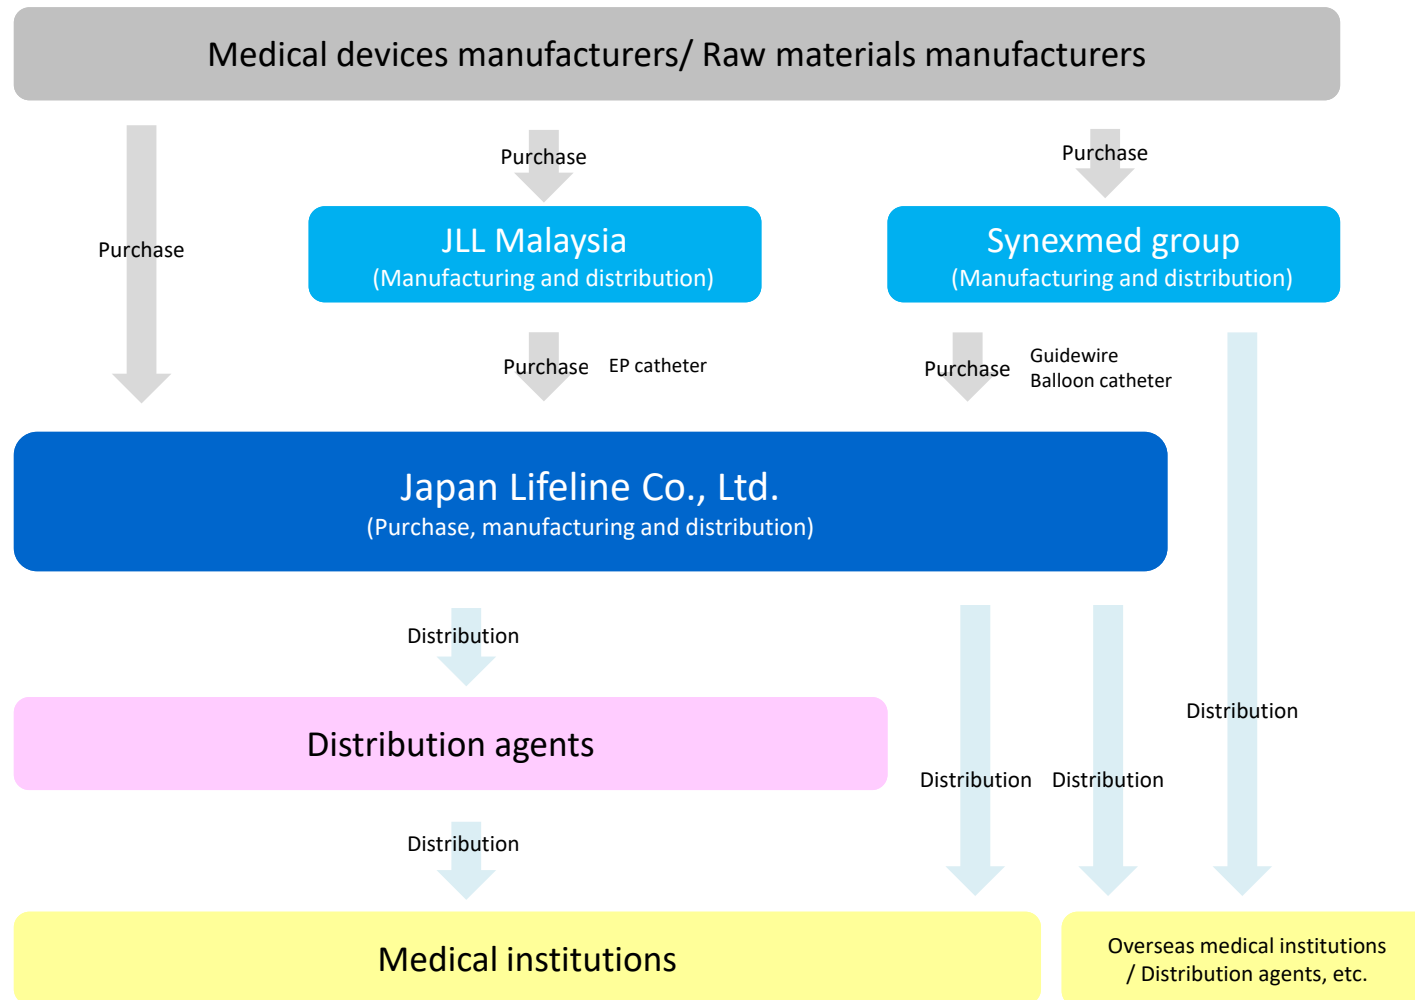 Medical devices manufacturers/ Raw materials manufacturers
Purchase
Purchase
Purchase
JLL Malaysia
(Manufacturing and distribution)
Synexmed group
(Manufacturing and distribution)
Purchase
EP catheter
Purchase
Guidewire
Balloon catheter
Japan Lifeline Co., Ltd.
(Purchase, manufacturing and distribution)
Distribution
Distribution agents
Distribution
Distribution
Distribution
Distribution
Medical institutions
Overseas medical institutions
/ Distribution agents, etc.